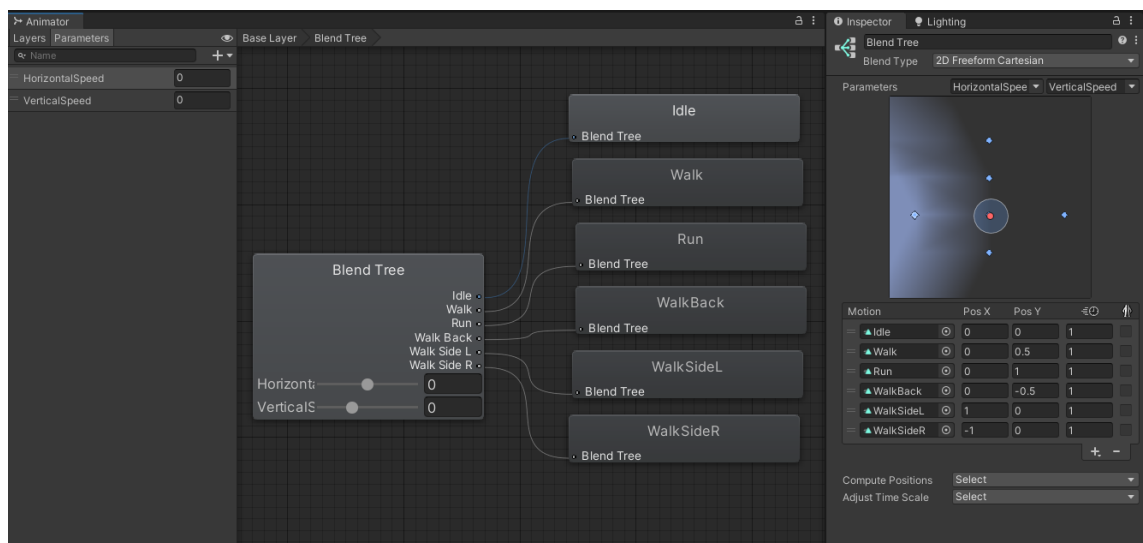 Animator
Layers Parameters
Name
HorizontalSpeed 0
VerticalSpeed 0
Base Layer Blend Tree
Blend Tree
Idle
Walk
Run
Walk Back
Walk Side L
Walk Side R
Horizont 0
VerticalS 0
Idle
Blend Tree
Walk
Blend Tree
Run
Blend Tree
WalkBack
Blend Tree
WalkSideL
Blend Tree
WalkSideR
Blend Tree
Inspector Lighting
Blend Tree
Blend Type 2D Freeform Cartesian
Parameters HorizontalSpee VerticalSpeed
Motion Pos X Pos Y
Idle 0 0 1
Walk 0 0.5 1
Run 0 1 1
WalkBack 0 -0.5 1
WalkSideL 1 0 1
WalkSideR -1 0 1
Compute Positions Select
Adjust Time Scale Select